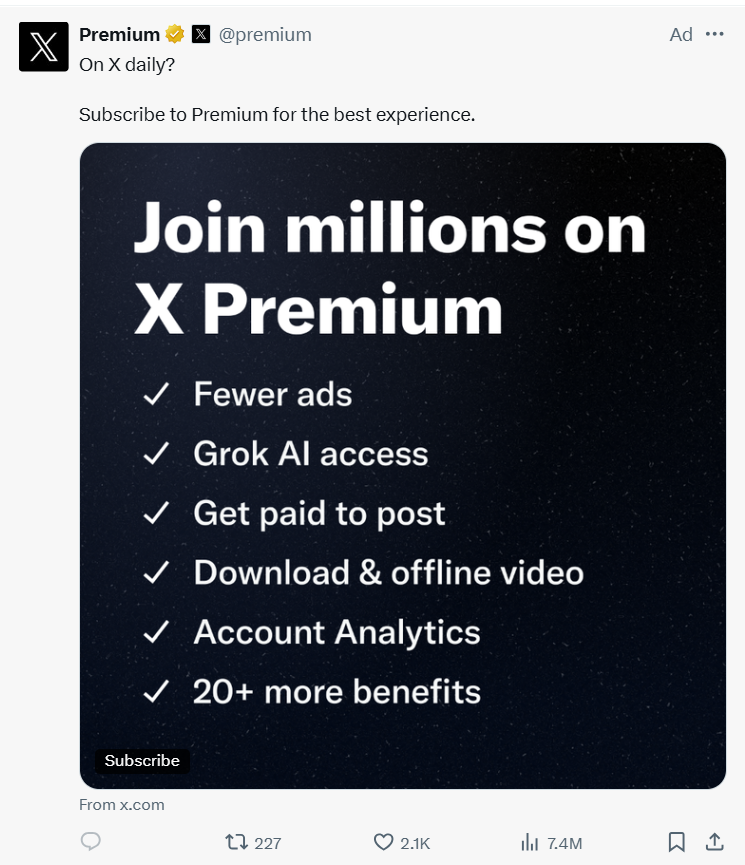 Premium @premium
Ad
On X daily?
Subscribe to Premium for the best experience.
Join millions on
X Premium
Fewer ads
Grok AI access
Get paid to post
Download & offline video
Account Analytics
20+ more benefits
Subscribe
From x.com
227 2.1K 7.4M